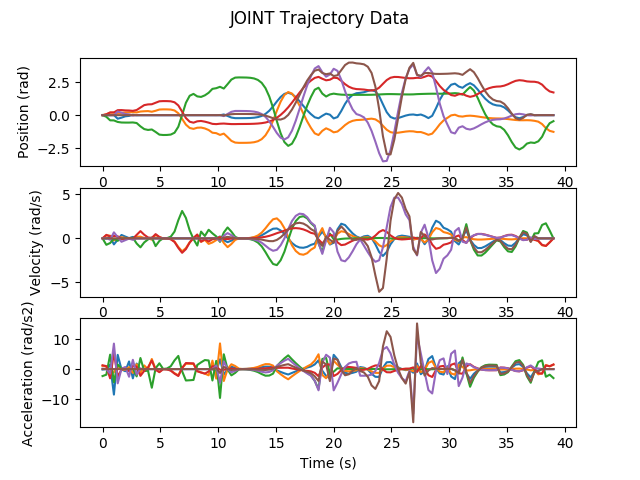 JOINT Trajectory Data
Position (rad)
2.5
0.0
−2.5
0 5 10 15 20 25 30 35 40
Velocity (rad/s)
5
0
−5
0 5 10 15 20 25 30 35 40
Acceleration (rad/s2)
10
0
−10
0 5 10 15 20 25 30 35 40
Time (s)